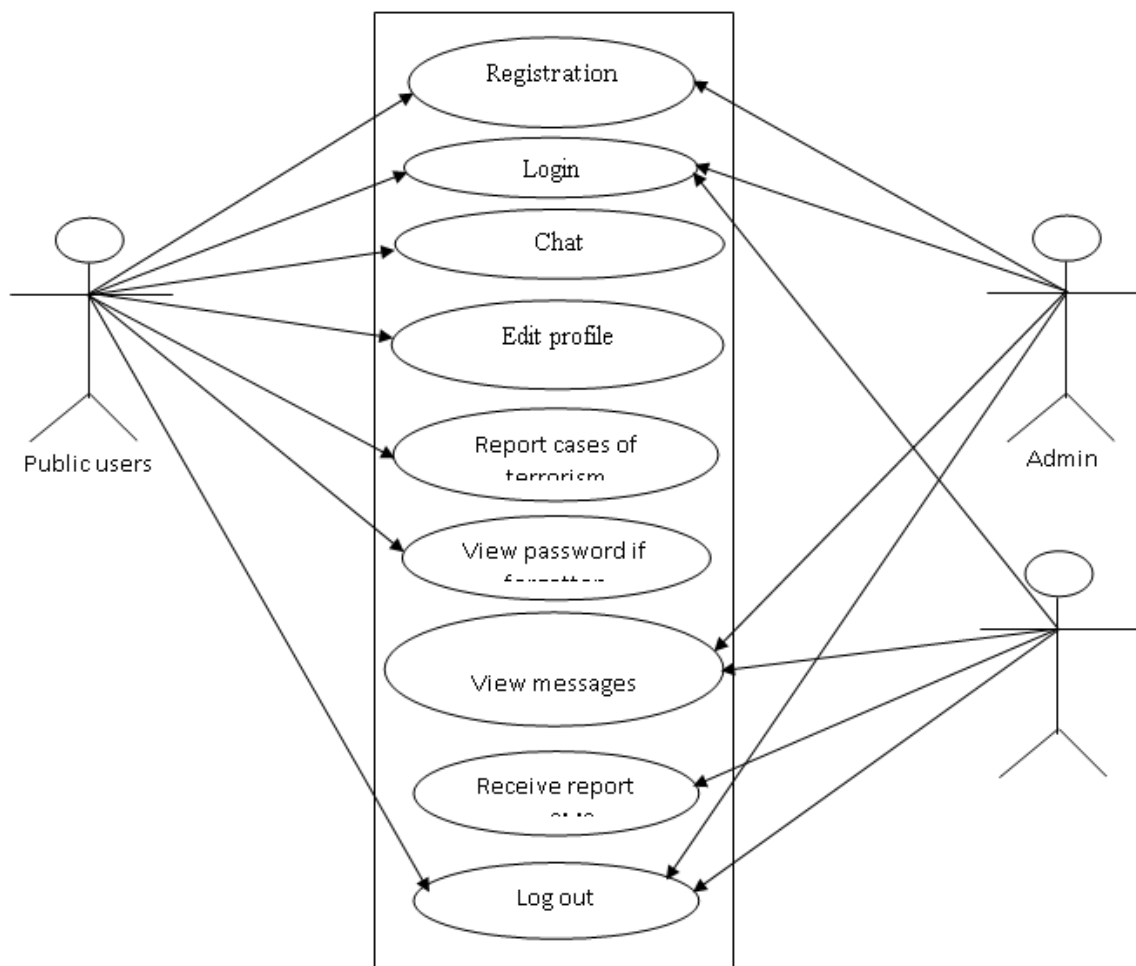 Registration
Login
Chat
Edit profile
Report cases of
terrorism
View password if
View messages
Receive report
Log out
Public users
Admin